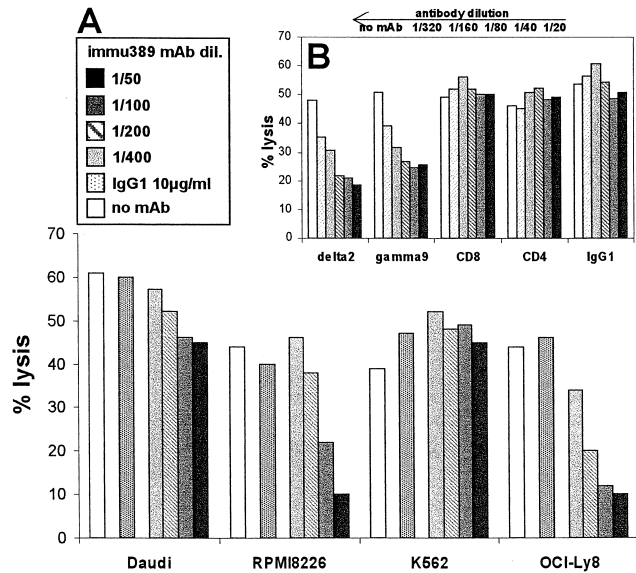 A
immu389 mAb dil.
1/50
1/100
1/200
1/400
IgG1 10µg/ml
no mAb
antibody dilution
no mAb 1/320 1/160 1/80 1/40 1/20
B
% lysis
70
60
50
40
30
20
10
0
delta2 gamma9 CD8 CD4 IgG1
% lysis
70
60
50
40
30
20
10
0
Daudi RPMI8226 K562 OCI-Ly8